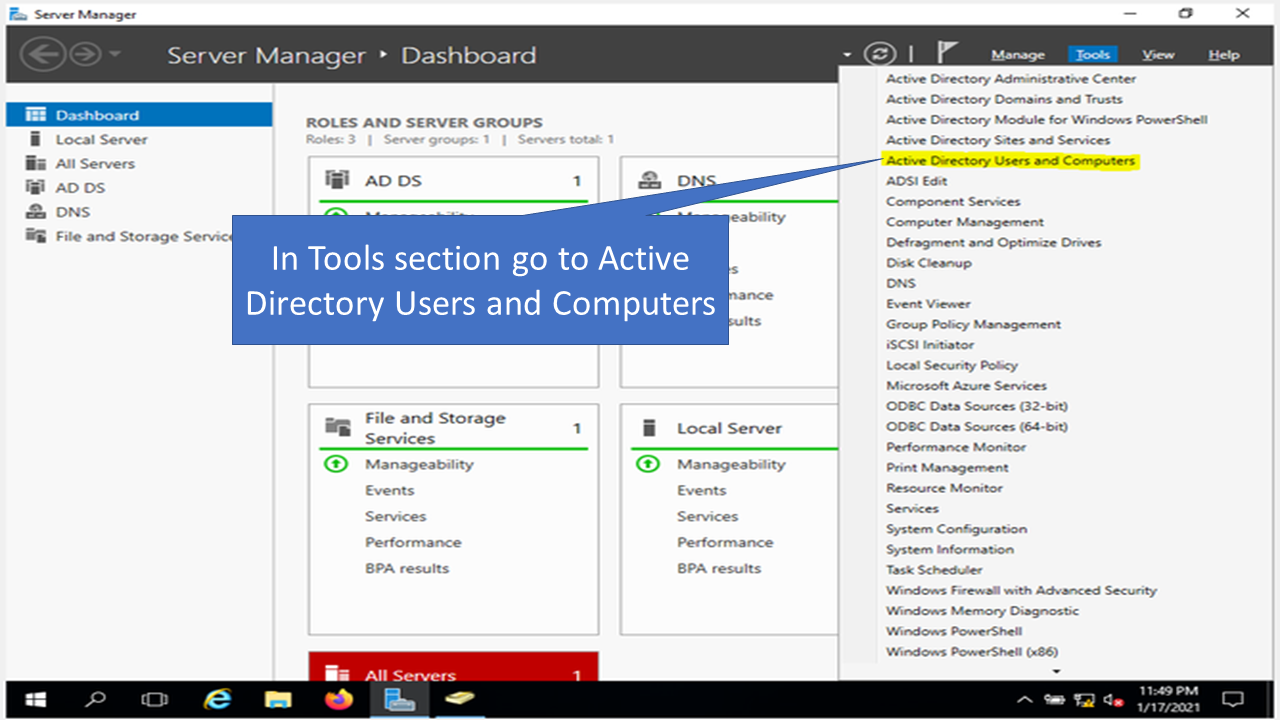 Server Manager
Server Manager ‣ Dashboard
Manage Tools View Help
Dashboard
Local Server
All Servers
AD DS
DNS
File and Storage Service
ROLES AND SERVER GROUPS
Roles: 3 | Server groups: 1 | Servers total: 1
AD DS 1
DNS
Manageability
In Tools section go to Active
Directory Users and Computers
File and Storage
Services 1
Manageability
Events
Services
Performance
BPA results
Local Server
Manageability
Events
Services
Performance
BPA results
All Servers 1
Active Directory Administrative Center
Active Directory Domains and Trusts
Active Directory Module for Windows PowerShell
Active Directory Sites and Services
Active Directory Users and Computers
ADSI Edit
Component Services
Computer Management
Defragment and Optimize Drives
Disk Cleanup
DNS
Event Viewer
Group Policy Management
iSCSI Initiator
Local Security Policy
Microsoft Azure Services
ODBC Data Sources (32-bit)
ODBC Data Sources (64-bit)
Performance Monitor
Print Management
Resource Monitor
Services
System Configuration
System Information
Task Scheduler
Windows Firewall with Advanced Security
Windows Memory Diagnostic
Windows PowerShell
Windows PowerShell (x86)
11:49 PM
1/17/2021